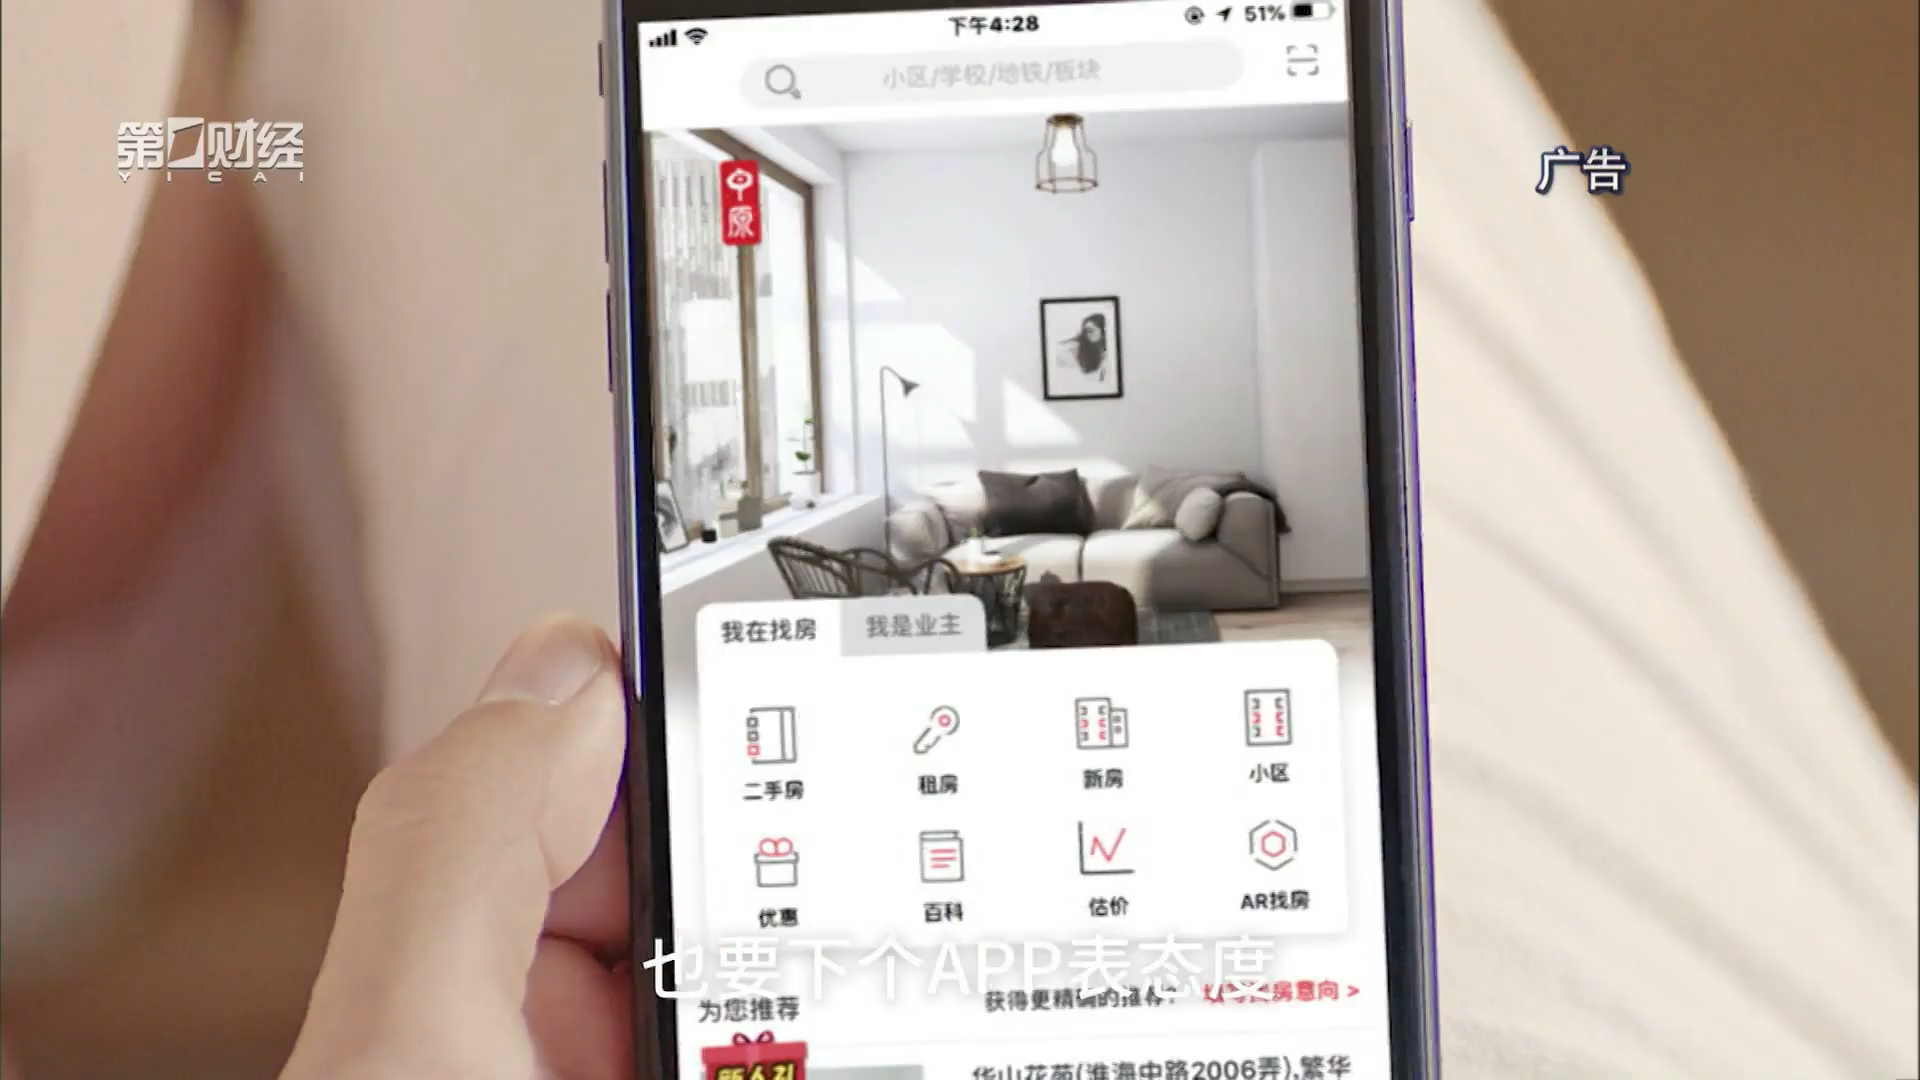 下午4:28
51%
小区/学校/地铁/板块
第一财经
YICAI
广告
中原
我在找房
我是业主
二手房
租房
新房
小区
优惠
百科
估价
AR找房
也要下个APP表态度
为您推荐
获得更精确的推荐?
房意向 >
新人礼
华山花苑(淮海中路2006弄),繁华